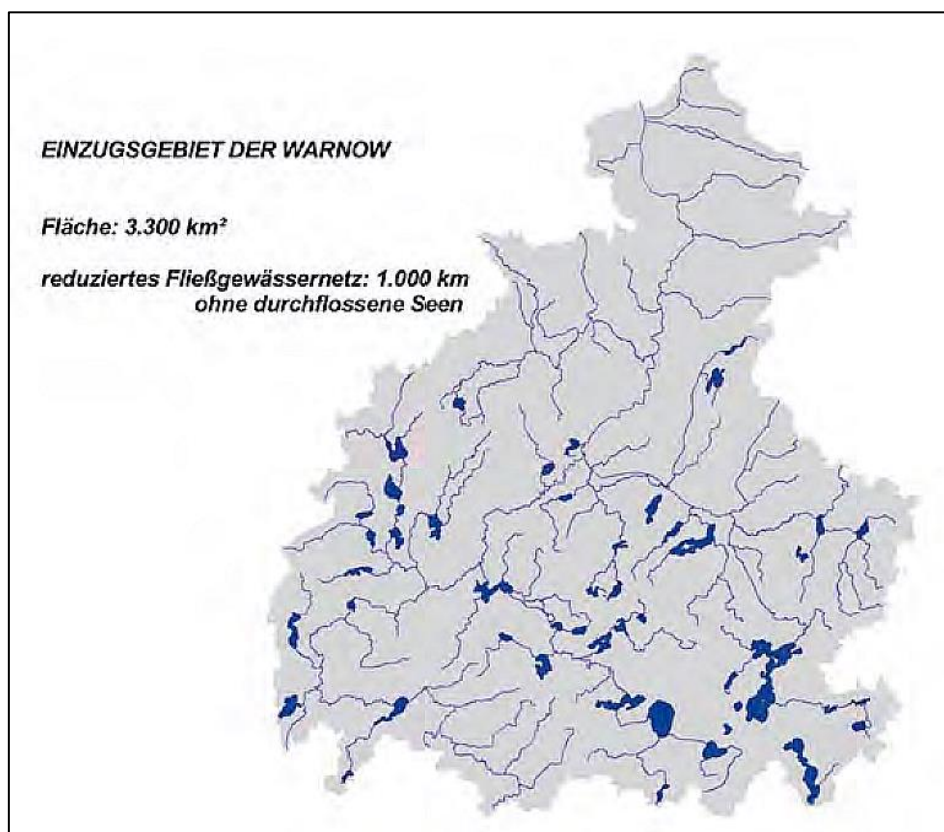 EINZUGSGEBIET DER WARNOW
Fläche: 3.300 km²
reduziertes Fließgewässernetz: 1.000 km
ohne durchflossene Seen